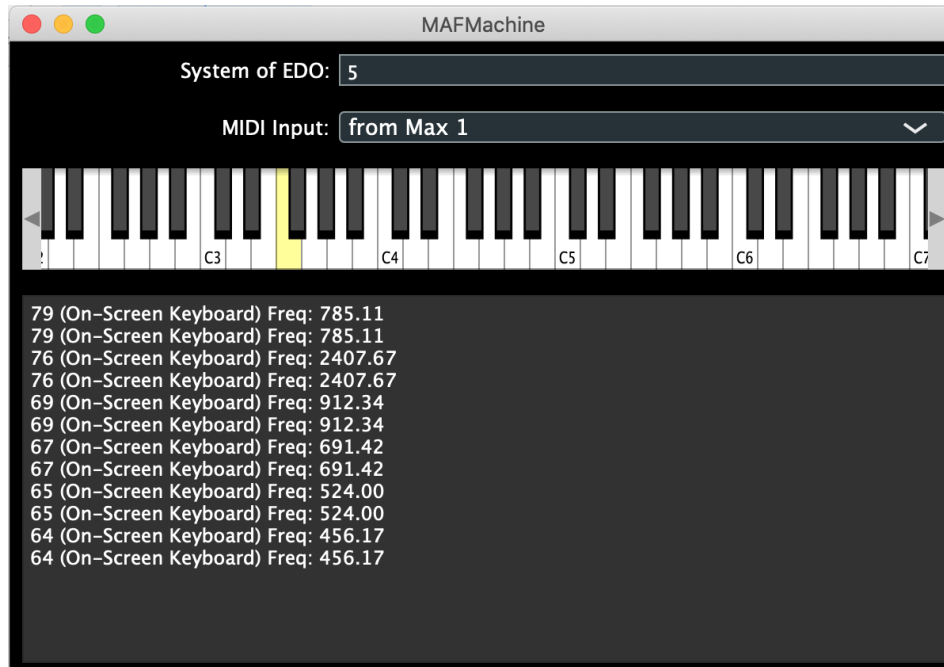 MAFMachine
System of EDO: 5
MIDI Input: from Max 1
C3 C4 C5 C6 C7
79 (On-Screen Keyboard) Freq: 785.11
79 (On-Screen Keyboard) Freq: 785.11
76 (On-Screen Keyboard) Freq: 2407.67
76 (On-Screen Keyboard) Freq: 2407.67
69 (On-Screen Keyboard) Freq: 912.34
69 (On-Screen Keyboard) Freq: 912.34
67 (On-Screen Keyboard) Freq: 691.42
67 (On-Screen Keyboard) Freq: 691.42
65 (On-Screen Keyboard) Freq: 524.00
65 (On-Screen Keyboard) Freq: 524.00
64 (On-Screen Keyboard) Freq: 456.17
64 (On-Screen Keyboard) Freq: 456.17